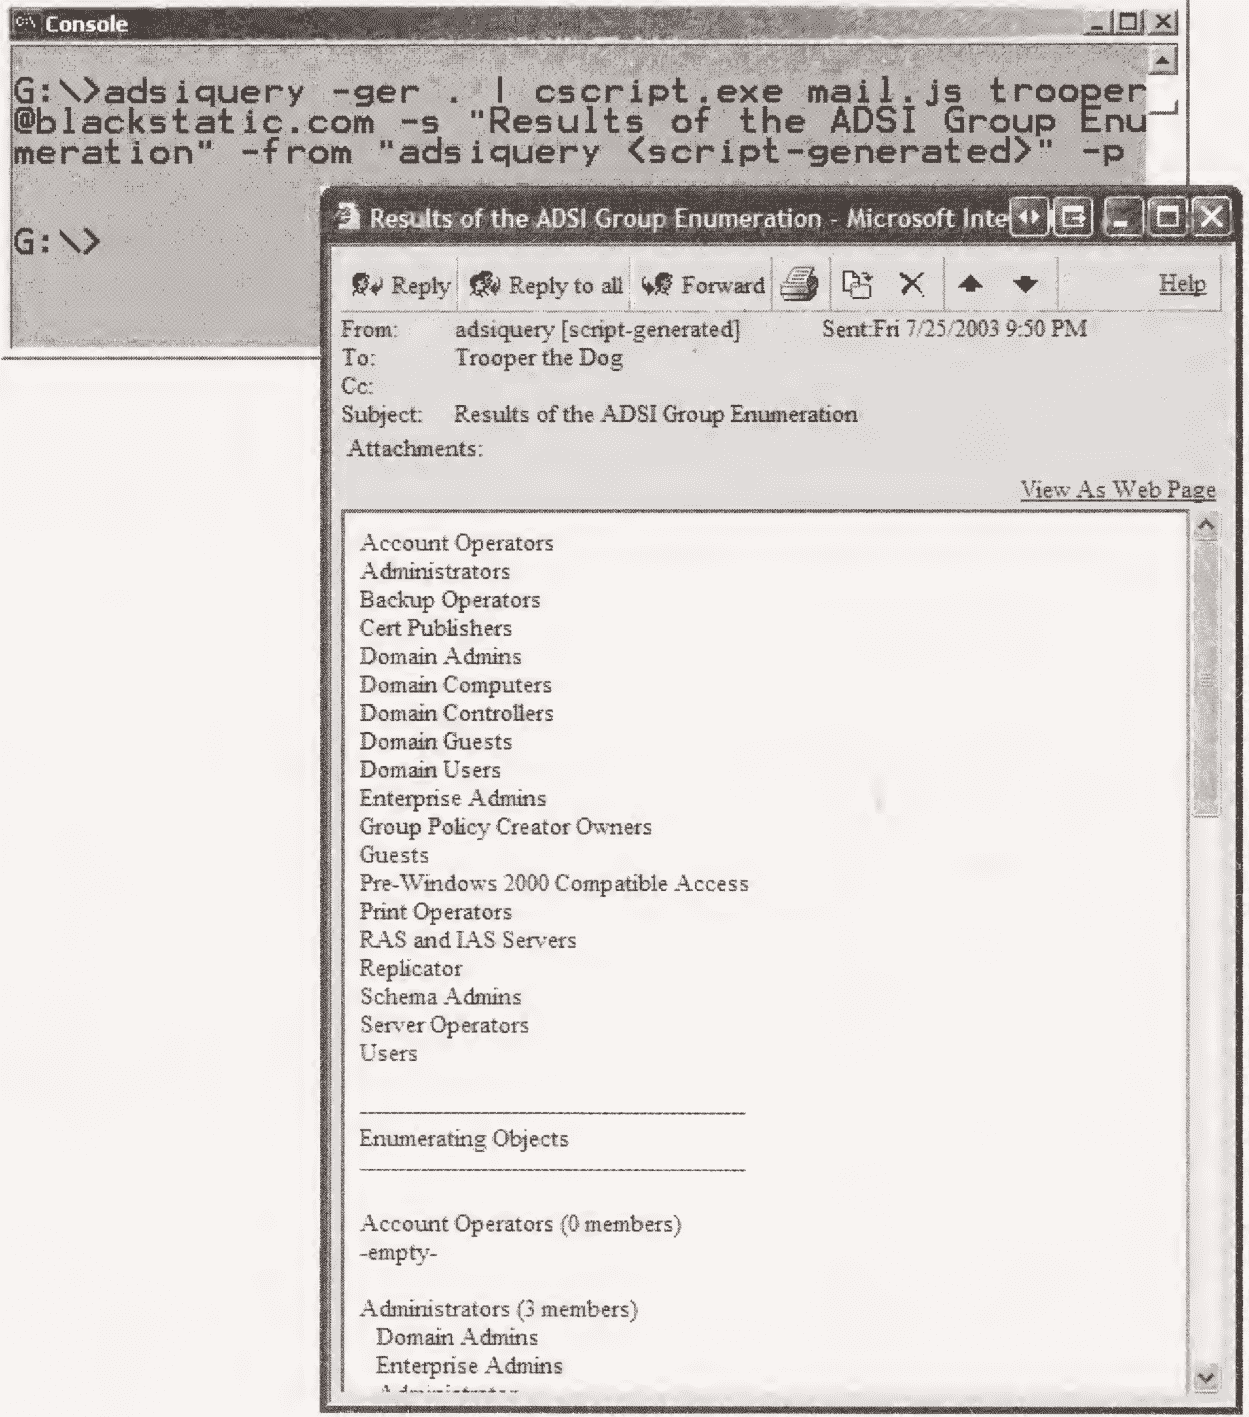 Console
G:\>adsiquery -ger . | cscript.exe mail.js trooper
@blackstatic.com -s "Results of the ADSI Group Enu
meration" -from "adsiquery <script-generated>" -p
G:\>
Results of the ADSI Group Enumeration - Microsoft Inte
Reply Reply to all Forward Help
From: adsiquery [script-generated] Sent:Fri 7/25/2003 9:50 PM
To: Trooper the Dog
Cc:
Subject: Results of the ADSI Group Enumeration
Attachments:
View As Web Page
Account Operators
Administrators
Backup Operators
Cert Publishers
Domain Admins
Domain Computers
Domain Controllers
Domain Guests
Domain Users
Enterprise Admins
Group Policy Creator Owners
Guests
Pre-Windows 2000 Compatible Access
Print Operators
RAS and IAS Servers
Replicator
Schema Admins
Server Operators
Users
Enumerating Objects
Account Operators (0 members)
-empty-
Administrators (3 members)
Domain Admins
Enterprise Admins